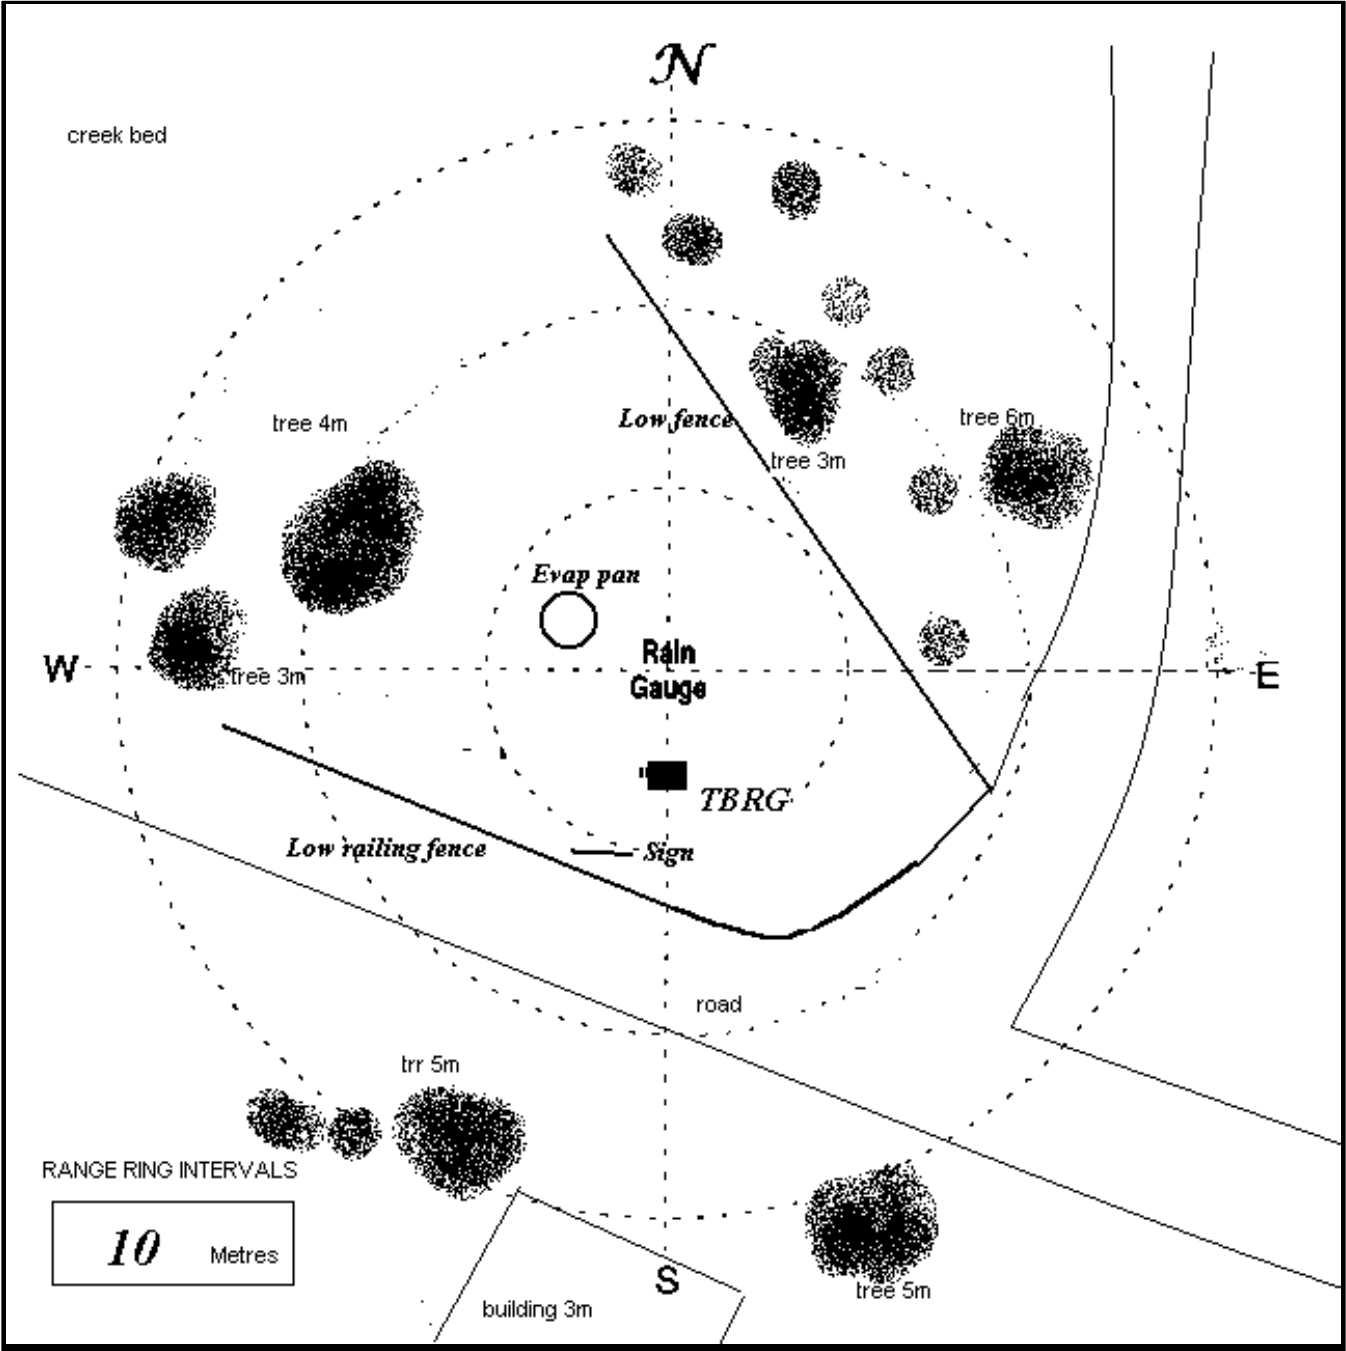 N
creek bed
tree 4m
Low fence
tree 6m
tree 3m
Evap pan
Rain
Gauge
W
E
tree 3m
TBRG
Low railing fence
Sign
road
trr 5m
RANGE RING INTERVALS
10 Metres
S
tree 5m
building 3m